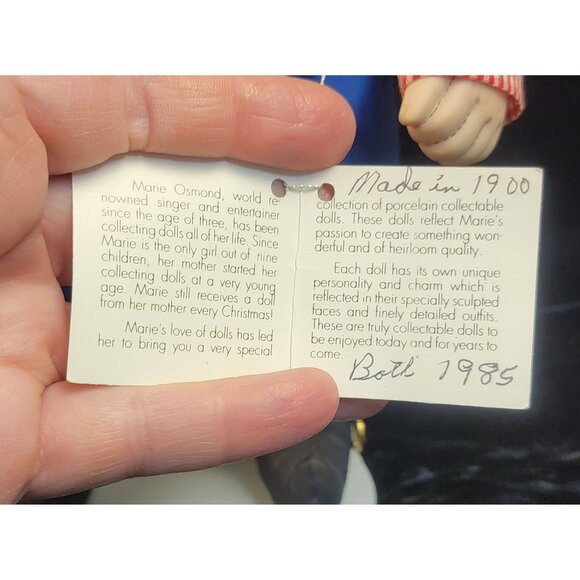 Marie Osmond, world re-
nowned singer and entertainer
since the age of three, has been
collecting dolls all of her life. Since
Marie is the only girl out of nine
children, her mother started her
collecting dolls at a very young
age. Marie still receives a doll
from her mother every Christmas!
Marie's love of dolls has led
her to bring you a very special
Made in 1900
collection of porcelain collectable
dolls. These dolls reflect Marie's
passion to create something won-
derful and of heirloom quality.
Each doll has its own unique
personality and charm which is
reflected in their specially sculpted
faces and finely detailed outfits.
These are truly collectable dolls to
be enjoyed today and for years to
come
Both 1985